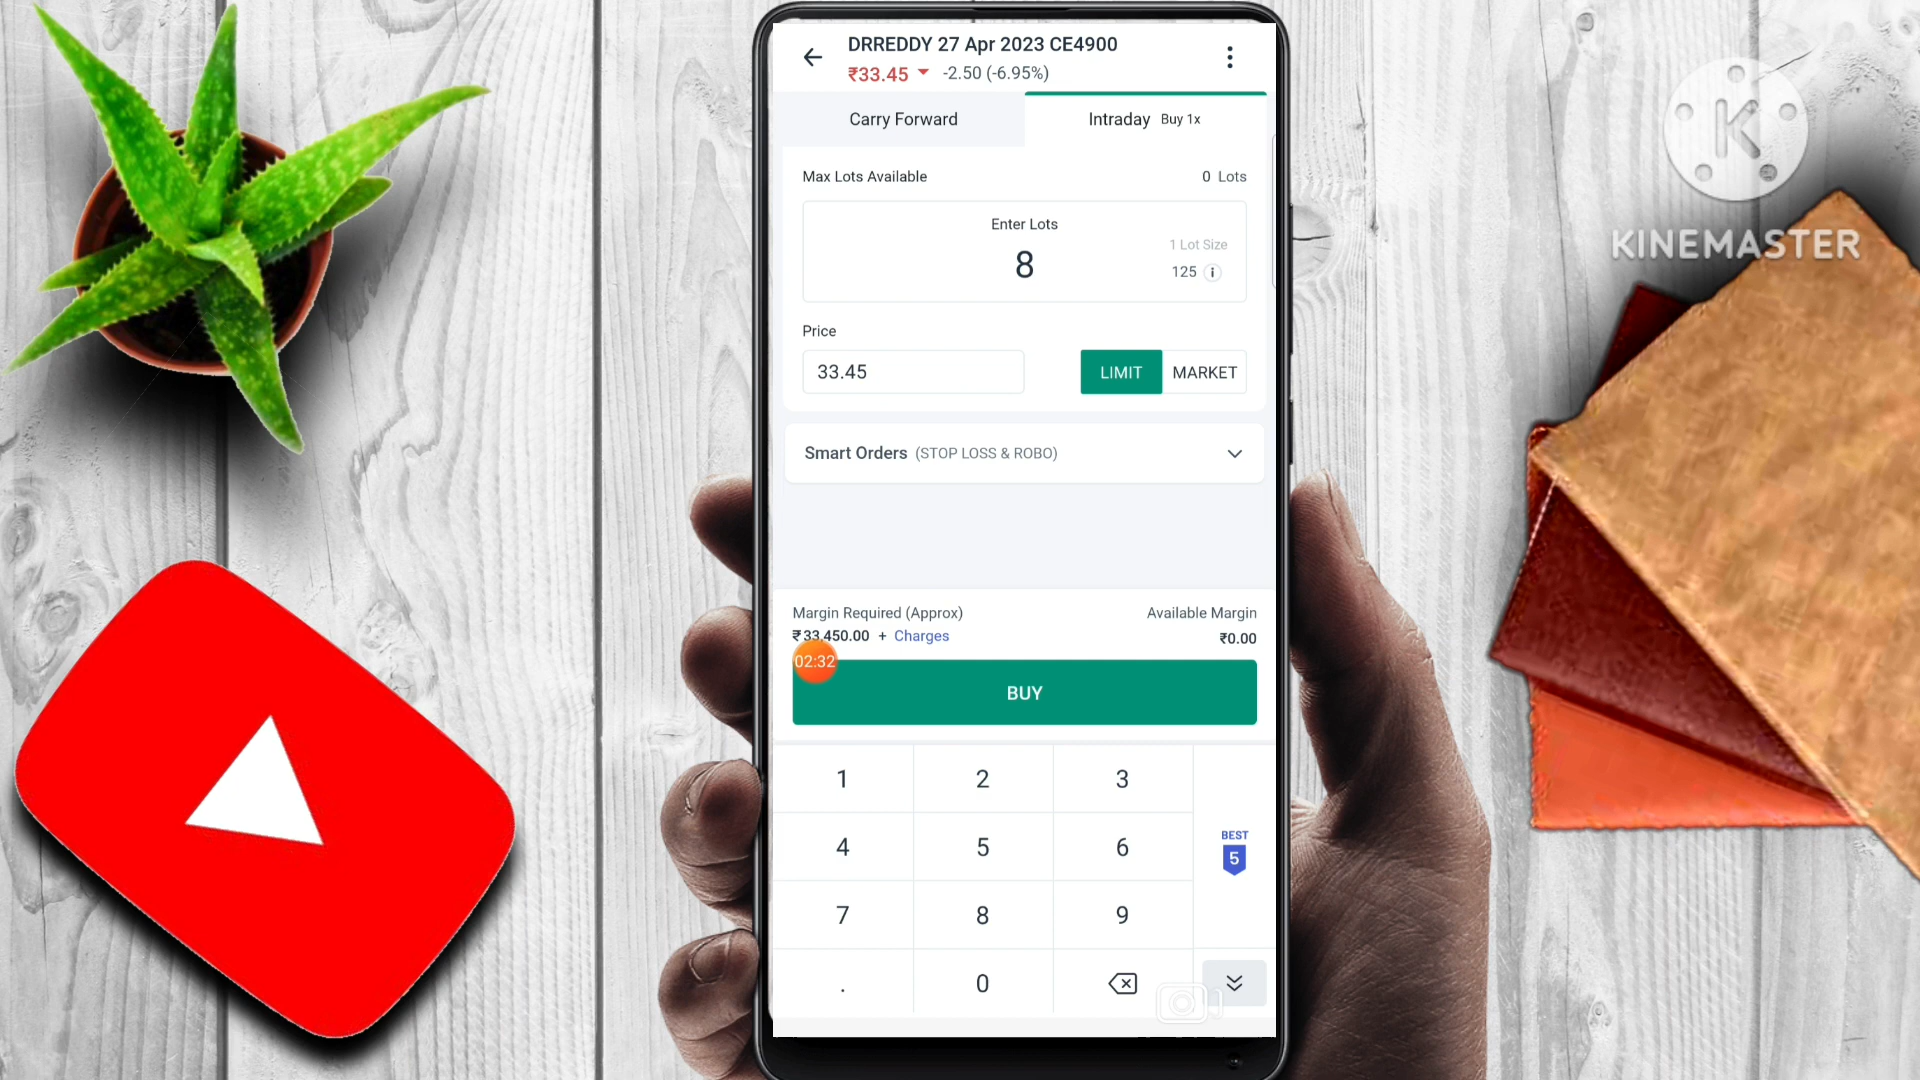 DRREDDY 27 Apr 2023 CE4900
₹33.45 -2.50 (-6.95%)
Carry Forward
Intraday Buy 1x
Max Lots Available
0 Lots
Enter Lots
8
1 Lot Size
125
Price
33.45
LIMIT
MARKET
Smart Orders (STOP LOSS & ROBO)
Margin Required (Approx)
₹33,450.00 + Charges
Available Margin
₹0.00
02:32
BUY
1 2 3
4 5 6
7 8 9
. 0
BEST
5
K
KINEMASTER